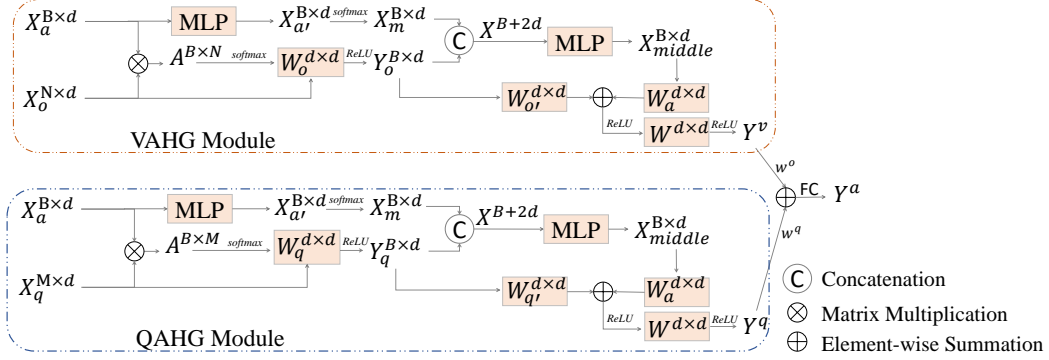 X_a^{B×d} MLP X_{a′}^{B×d} softmax X_m^{B×d} C X^{B+2d} MLP X_{middle}^{B×d}
A^{B×N} softmax W_o^{d×d} ReLU Y_o^{B×d}
X_o^{N×d} W_{o′}^{d×d} W_a^{d×d}
VAHG Module ReLU W^{d×d} ReLU Y^v
w^o
X_a^{B×d} MLP X_{a′}^{B×d} softmax X_m^{B×d} C X^{B+2d} MLP X_{middle}^{B×d} FC Y^a
A^{B×M} softmax W_q^{d×d} ReLU Y_q^{B×d} w^q
X_q^{M×d} W_{q′}^{d×d} W_a^{d×d}
QAHG Module ReLU W^{d×d} ReLU Y^q
C Concatenation
Matrix Multiplication
Element-wise Summation